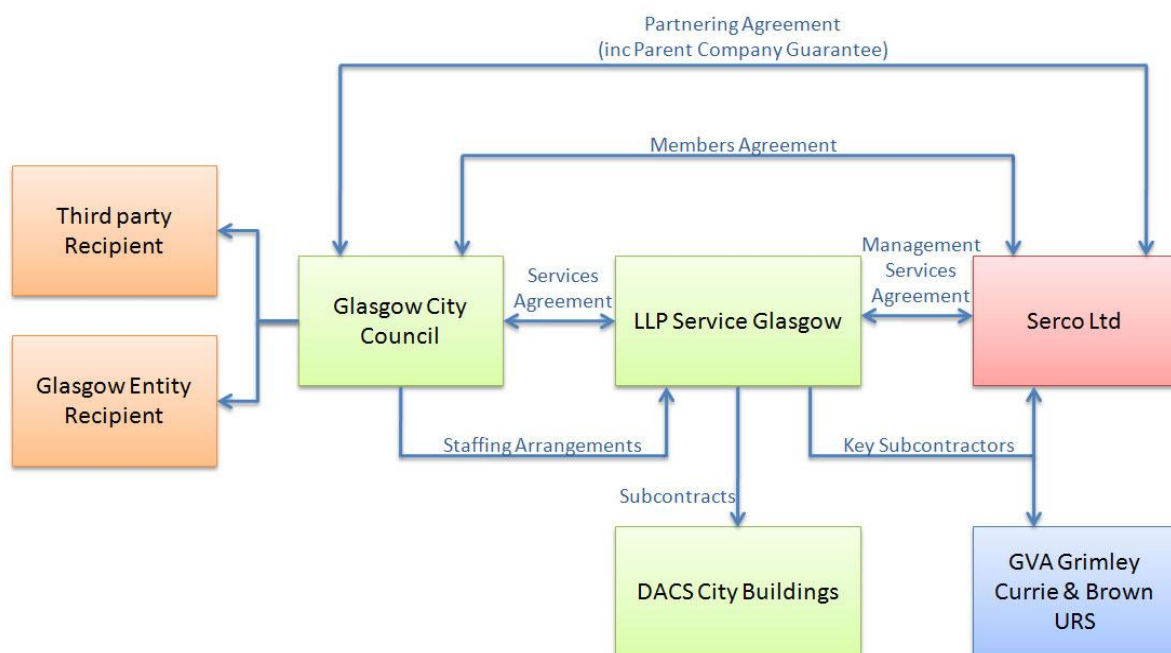 Partnering Agreement
(inc Parent Company Guarantee)
Members Agreement
Third party
Recipient
Glasgow Entity
Recipient
Glasgow City
Council
Services
Agreement
LLP Service Glasgow
Management
Services
Agreement
Serco Ltd
Staffing Arrangements
Key Subcontractors
Subcontracts
DACS City Buildings
GVA Grimley
Currie & Brown
URS